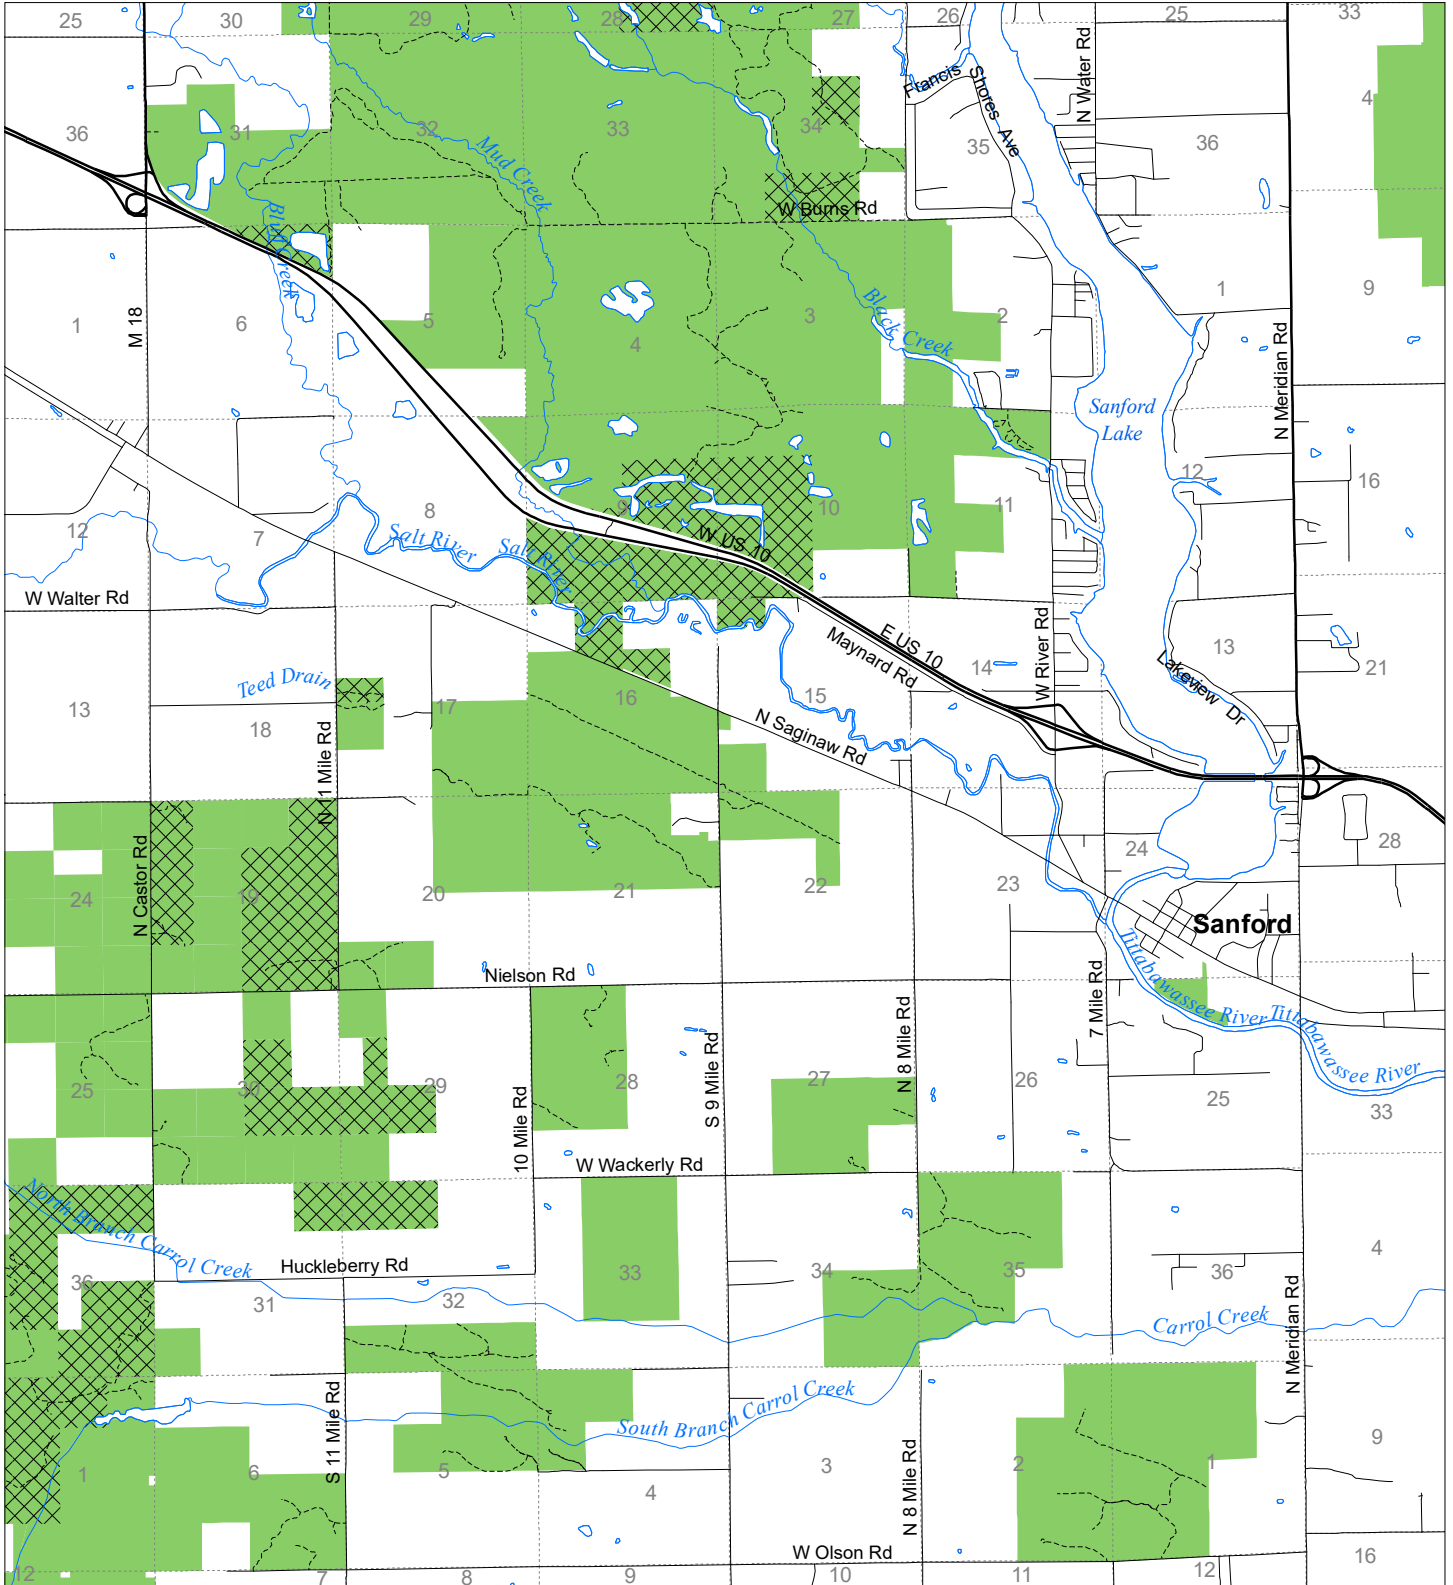 25
30
29
28
27
26
25
33
N Water Rd
Francis
Shores Ave
4
36
31
32
33
34
35
36
Mud Creek
W Burns Rd
Bluff Creek
1
M 18
6
5
4
3
Black Creek
2
1
9
N Meridian Rd
Sanford
Lake
12
7
8
9
10
11
12
16
Salt River
Salt River
W US 10
W Walter Rd
E US 10
Maynard Rd
W River Rd
14
13
21
Lakeview Dr
Teed Drain
13
18
17
16
15
N 11 Mile Rd
N Saginaw Rd
N Castor Rd
24
19
20
21
22
23
24
28
Sanford
Nielson Rd
7 Mile Rd
Tittabawassee River
Tittabawassee River
N 8 Mile Rd
S 9 Mile Rd
10 Mile Rd
25
30
29
28
27
26
25
33
W Wackerly Rd
North Branch Carrol Creek
Huckleberry Rd
36
31
32
33
34
35
36
4
Carrol Creek
N Meridian Rd
South Branch Carrol Creek
S 11 Mile Rd
N 8 Mile Rd
1
6
5
4
3
2
1
9
W Olson Rd
12
7
8
9
10
11
12
16